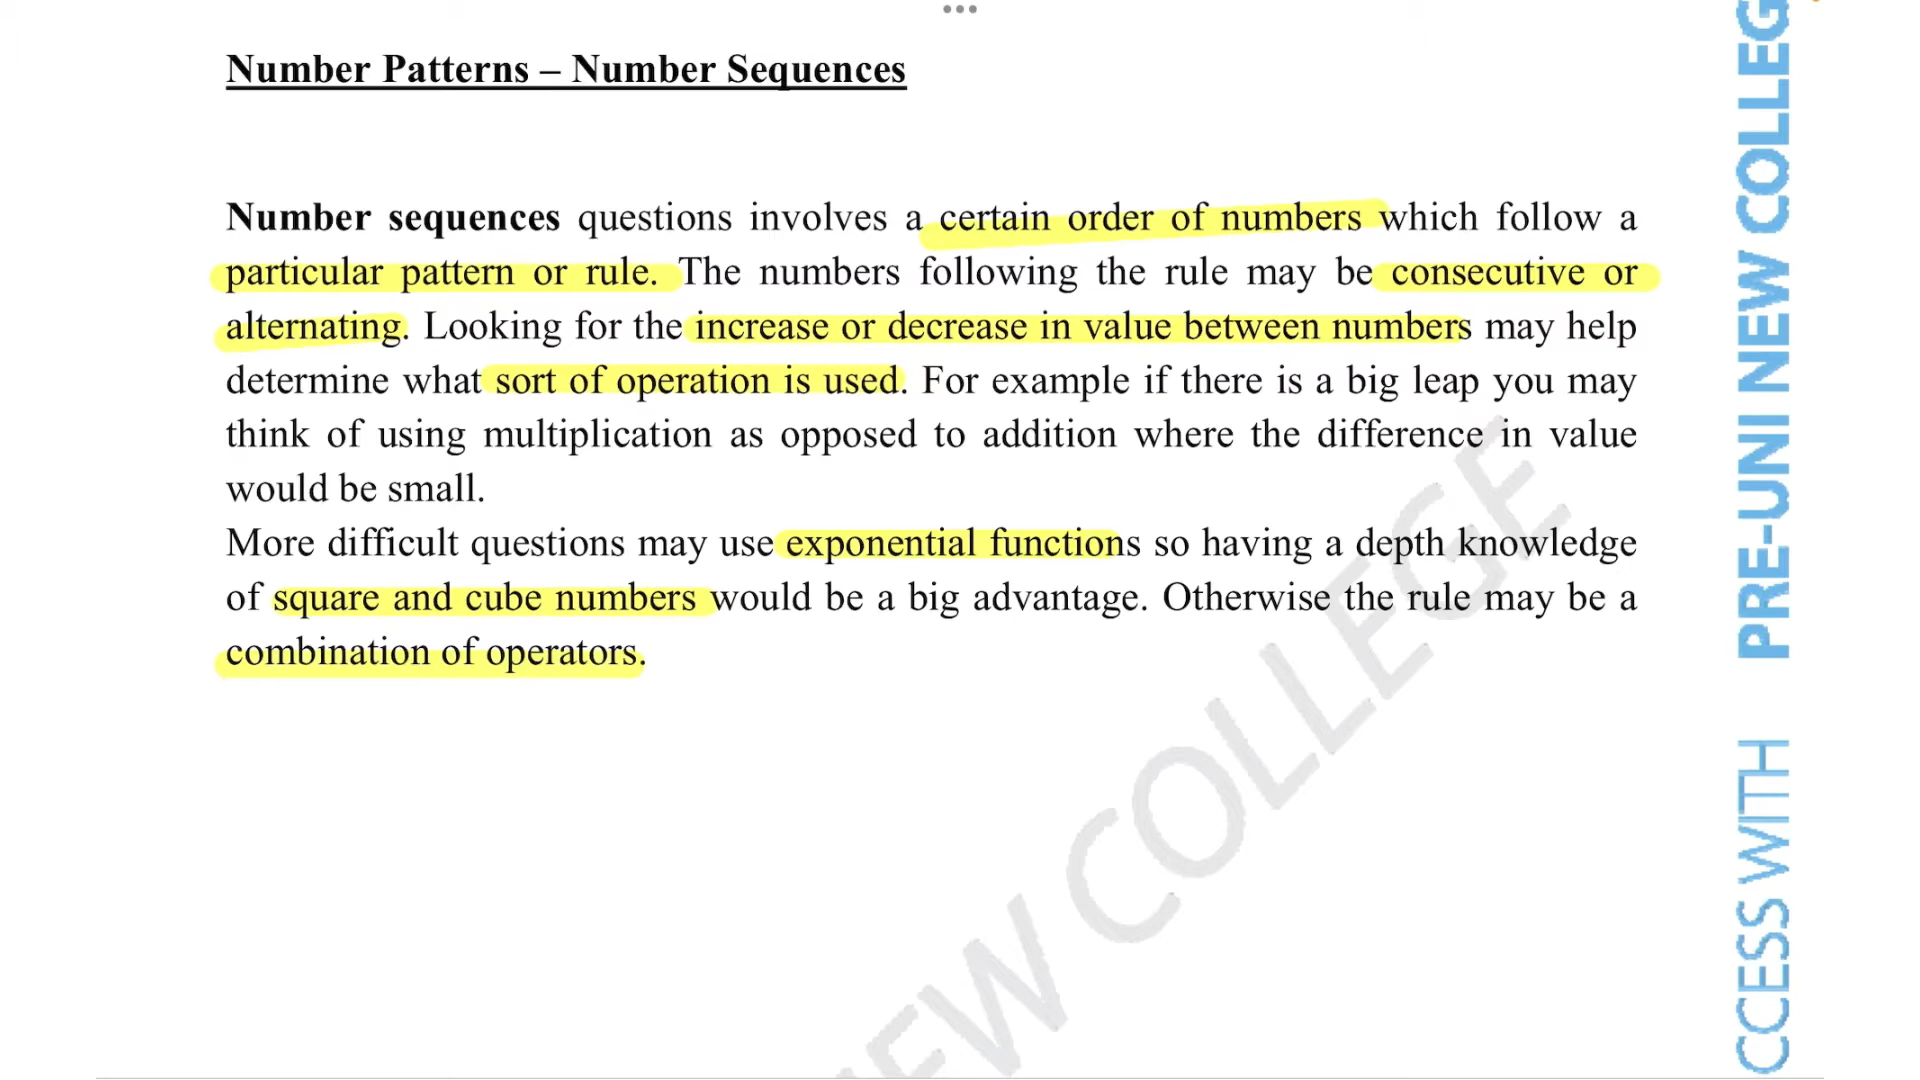 Number Patterns – Number Sequences
Number sequences questions involves a certain order of numbers which follow a
particular pattern or rule. The numbers following the rule may be consecutive or
alternating. Looking for the increase or decrease in value between numbers may help
determine what sort of operation is used. For example if there is a big leap you may
think of using multiplication as opposed to addition where the difference in value
would be small.
More difficult questions may use exponential functions so having a depth knowledge
of square and cube numbers would be a big advantage. Otherwise the rule may be a
combination of operators.
EW COLLEGE
CCESS WITH PRE-UNI NEW COLLEG